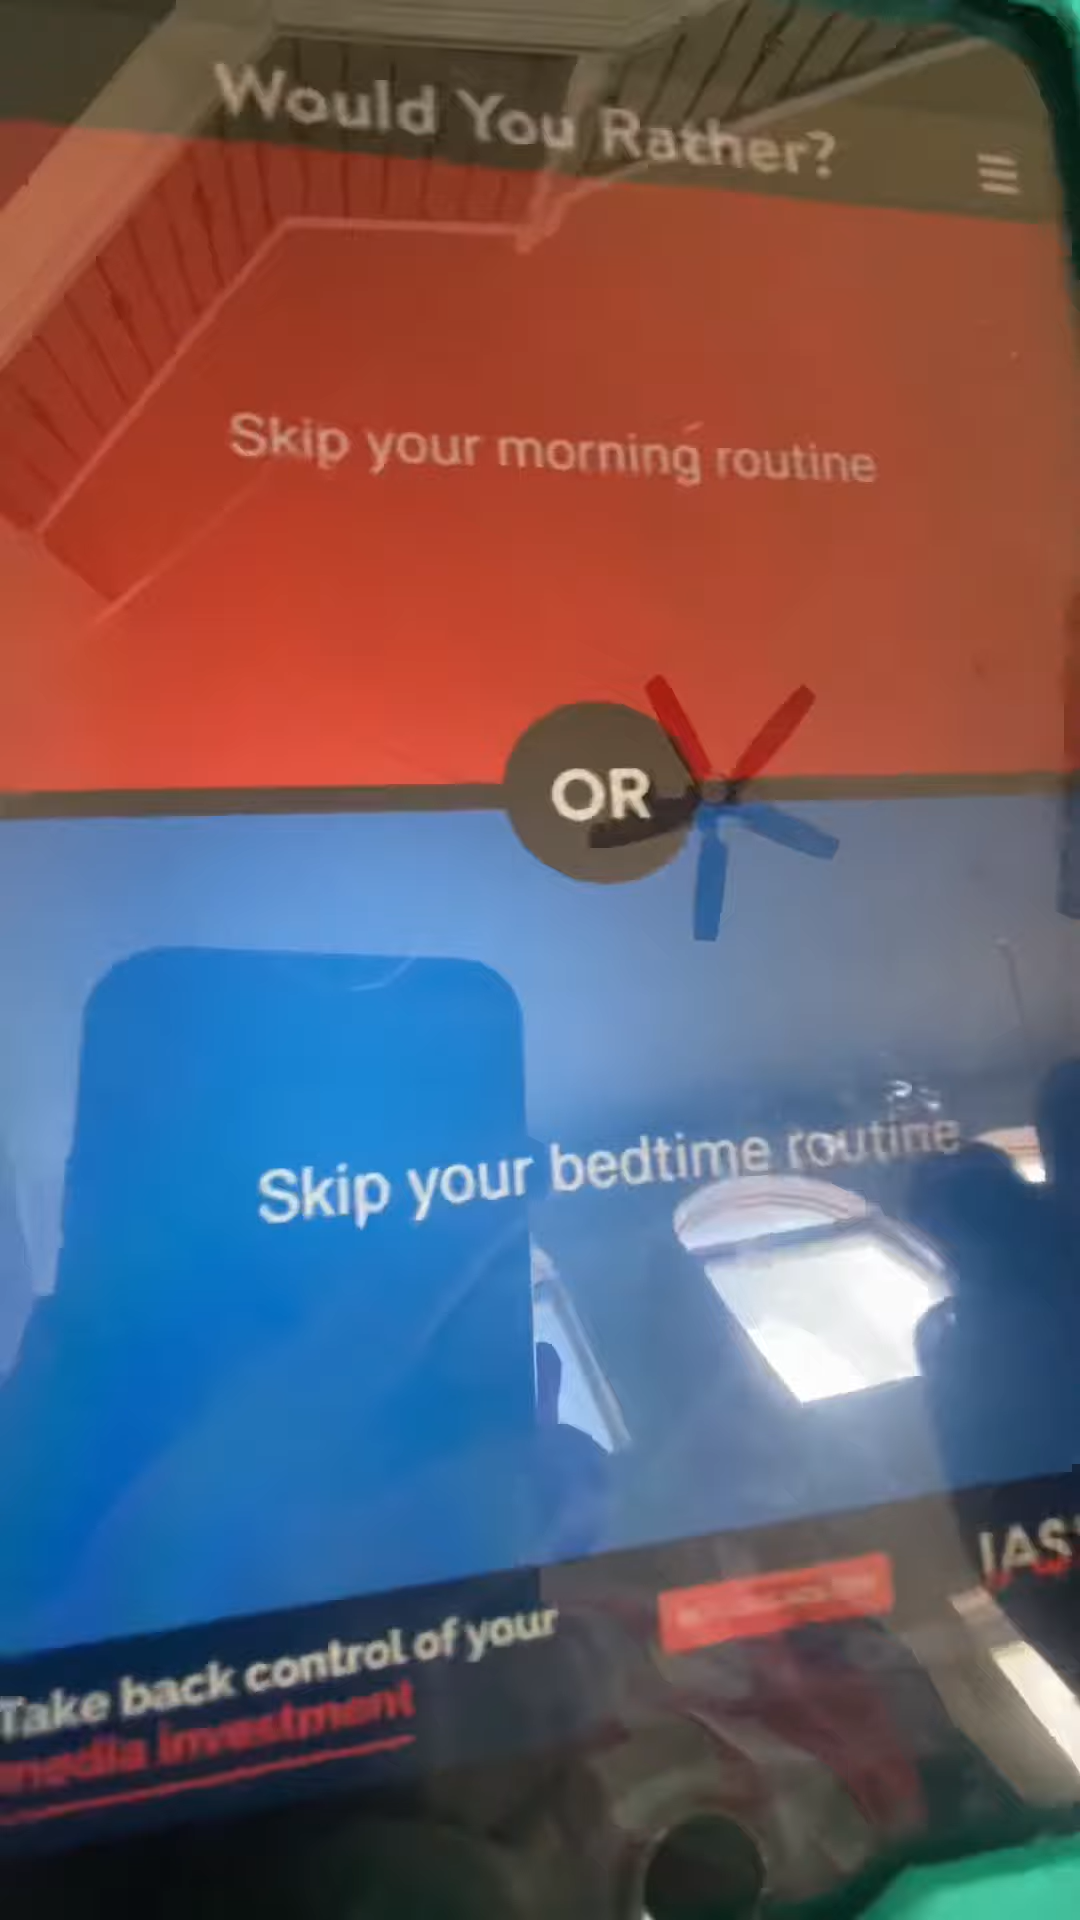 Would You Rather?
Skip your morning routine
OR
Skip your bedtime routine
Take back control of your
media investment